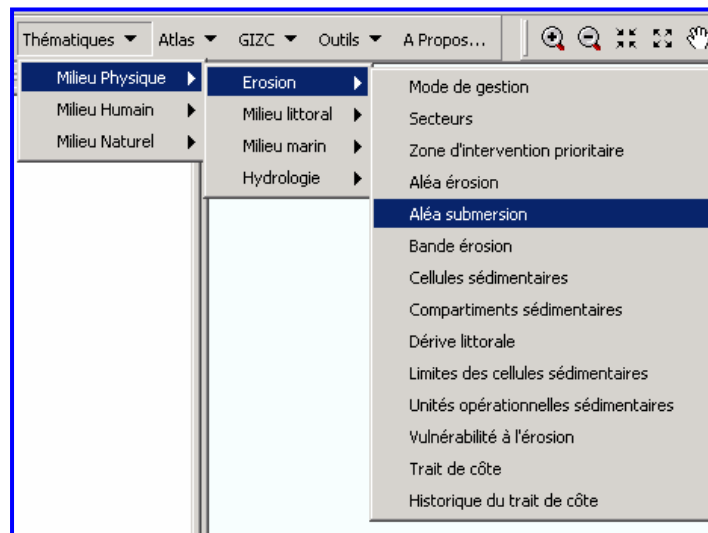 Thématiques Atlas GIZC Outils A Propos...
Milieu Physique
Milieu Humain
Milieu Naturel
Erosion
Milieu littoral
Milieu marin
Hydrologie
Mode de gestion
Secteurs
Zone d'intervention prioritaire
Aléa érosion
Aléa submersion
Bande érosion
Cellules sédimentaires
Compartiments sédimentaires
Dérive littorale
Limites des cellules sédimentaires
Unités opérationnelles sédimentaires
Vulnérabilité à l'érosion
Trait de côte
Historique du trait de côte